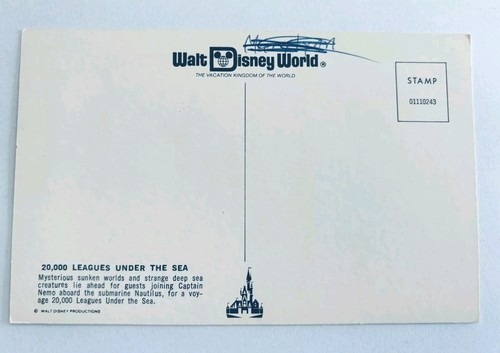 Walt Disney World ®
THE VACATION KINGDOM OF THE WORLD
STAMP
01110243
20,000 LEAGUES UNDER THE SEA
Mysterious sunken worlds and strange deep sea
creatures lie ahead for guests joining Captain
Nemo aboard the submarine Nautilus, for a voy-
age 20,000 Leagues Under the Sea.
© WALT DISNEY PRODUCTIONS